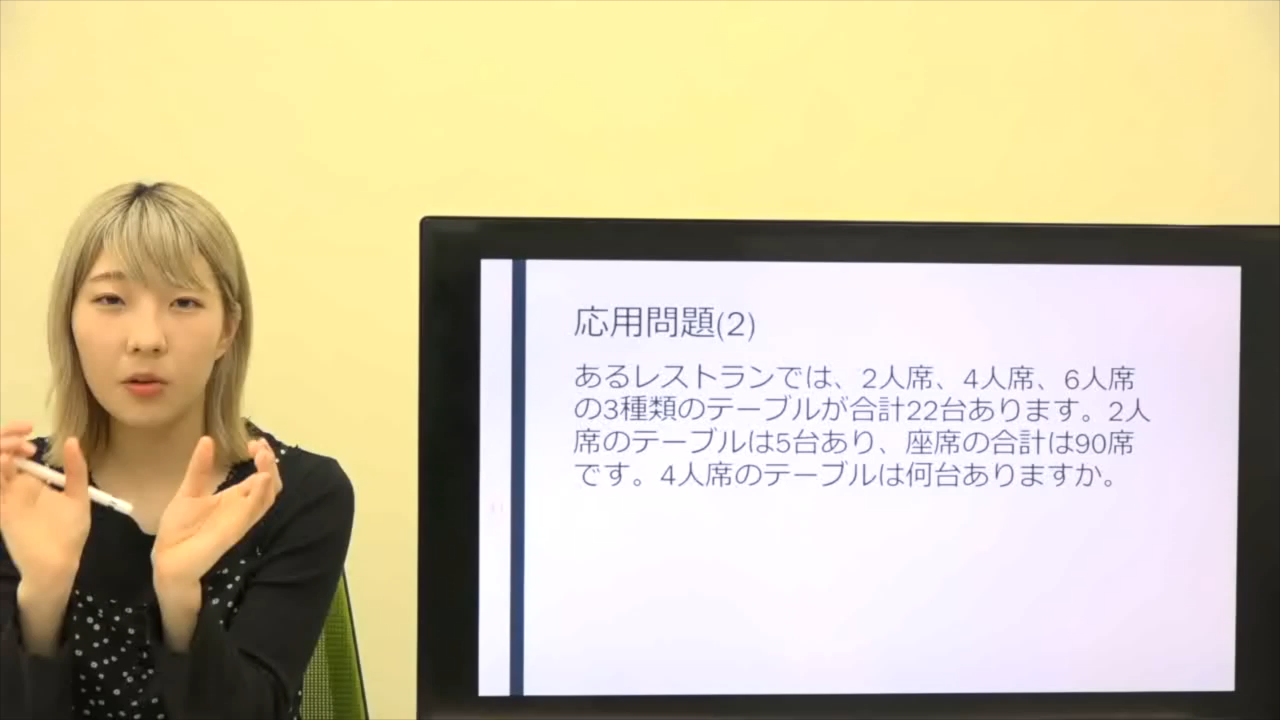 応用問題(2)
あるレストランでは、2人席、4人席、6人席
の3種類のテーブルが合計22台あります。2人
席のテーブルは5台あり、座席の合計は90席
です。4人席のテーブルは何台ありますか。